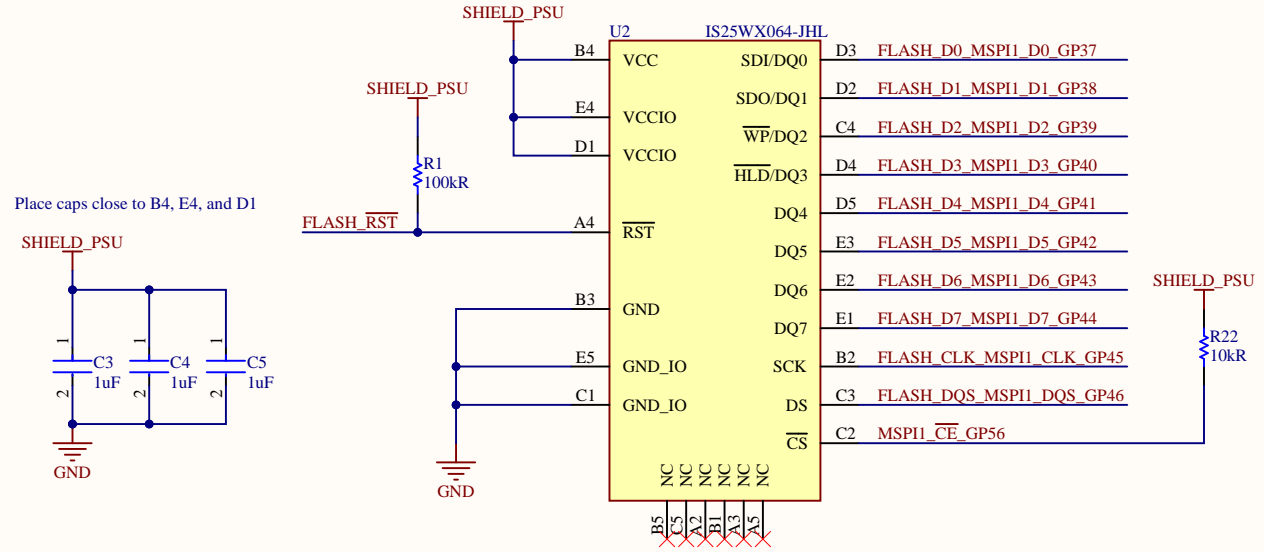 SHIELD_PSU
U2
IS25WX064-JHL
B4
VCC
SDI/DQ0
D3
FLASH_D0_MSPI1_D0_GP37
SHIELD_PSU
SDO/DQ1
D2
FLASH_D1_MSPI1_D1_GP38
E4
VCCIO
WP/DQ2
C4
FLASH_D2_MSPI1_D2_GP39
D1
VCCIO
R1
100kR
HLD/DQ3
D4
FLASH_D3_MSPI1_D3_GP40
Place caps close to B4, E4, and D1
DQ4
D5
FLASH_D4_MSPI1_D4_GP41
FLASH_RST
A4
RST
SHIELD_PSU
DQ5
E3
FLASH_D5_MSPI1_D5_GP42
DQ6
E2
FLASH_D6_MSPI1_D6_GP43
SHIELD_PSU
B3
GND
DQ7
E1
FLASH_D7_MSPI1_D7_GP44
R22
10kR
1
C3
1uF
2
1
C4
1uF
2
1
C5
1uF
2
E5
GND_IO
SCK
B2
FLASH_CLK_MSPI1_CLK_GP45
C1
GND_IO
DS
C3
FLASH_DQS_MSPI1_DQS_GP46
CS
C2
MSPI1_CE_GP56
GND
GND
NC
NC
NC
NC
NC
NC
B5
C5
A2
B1
A3
A5